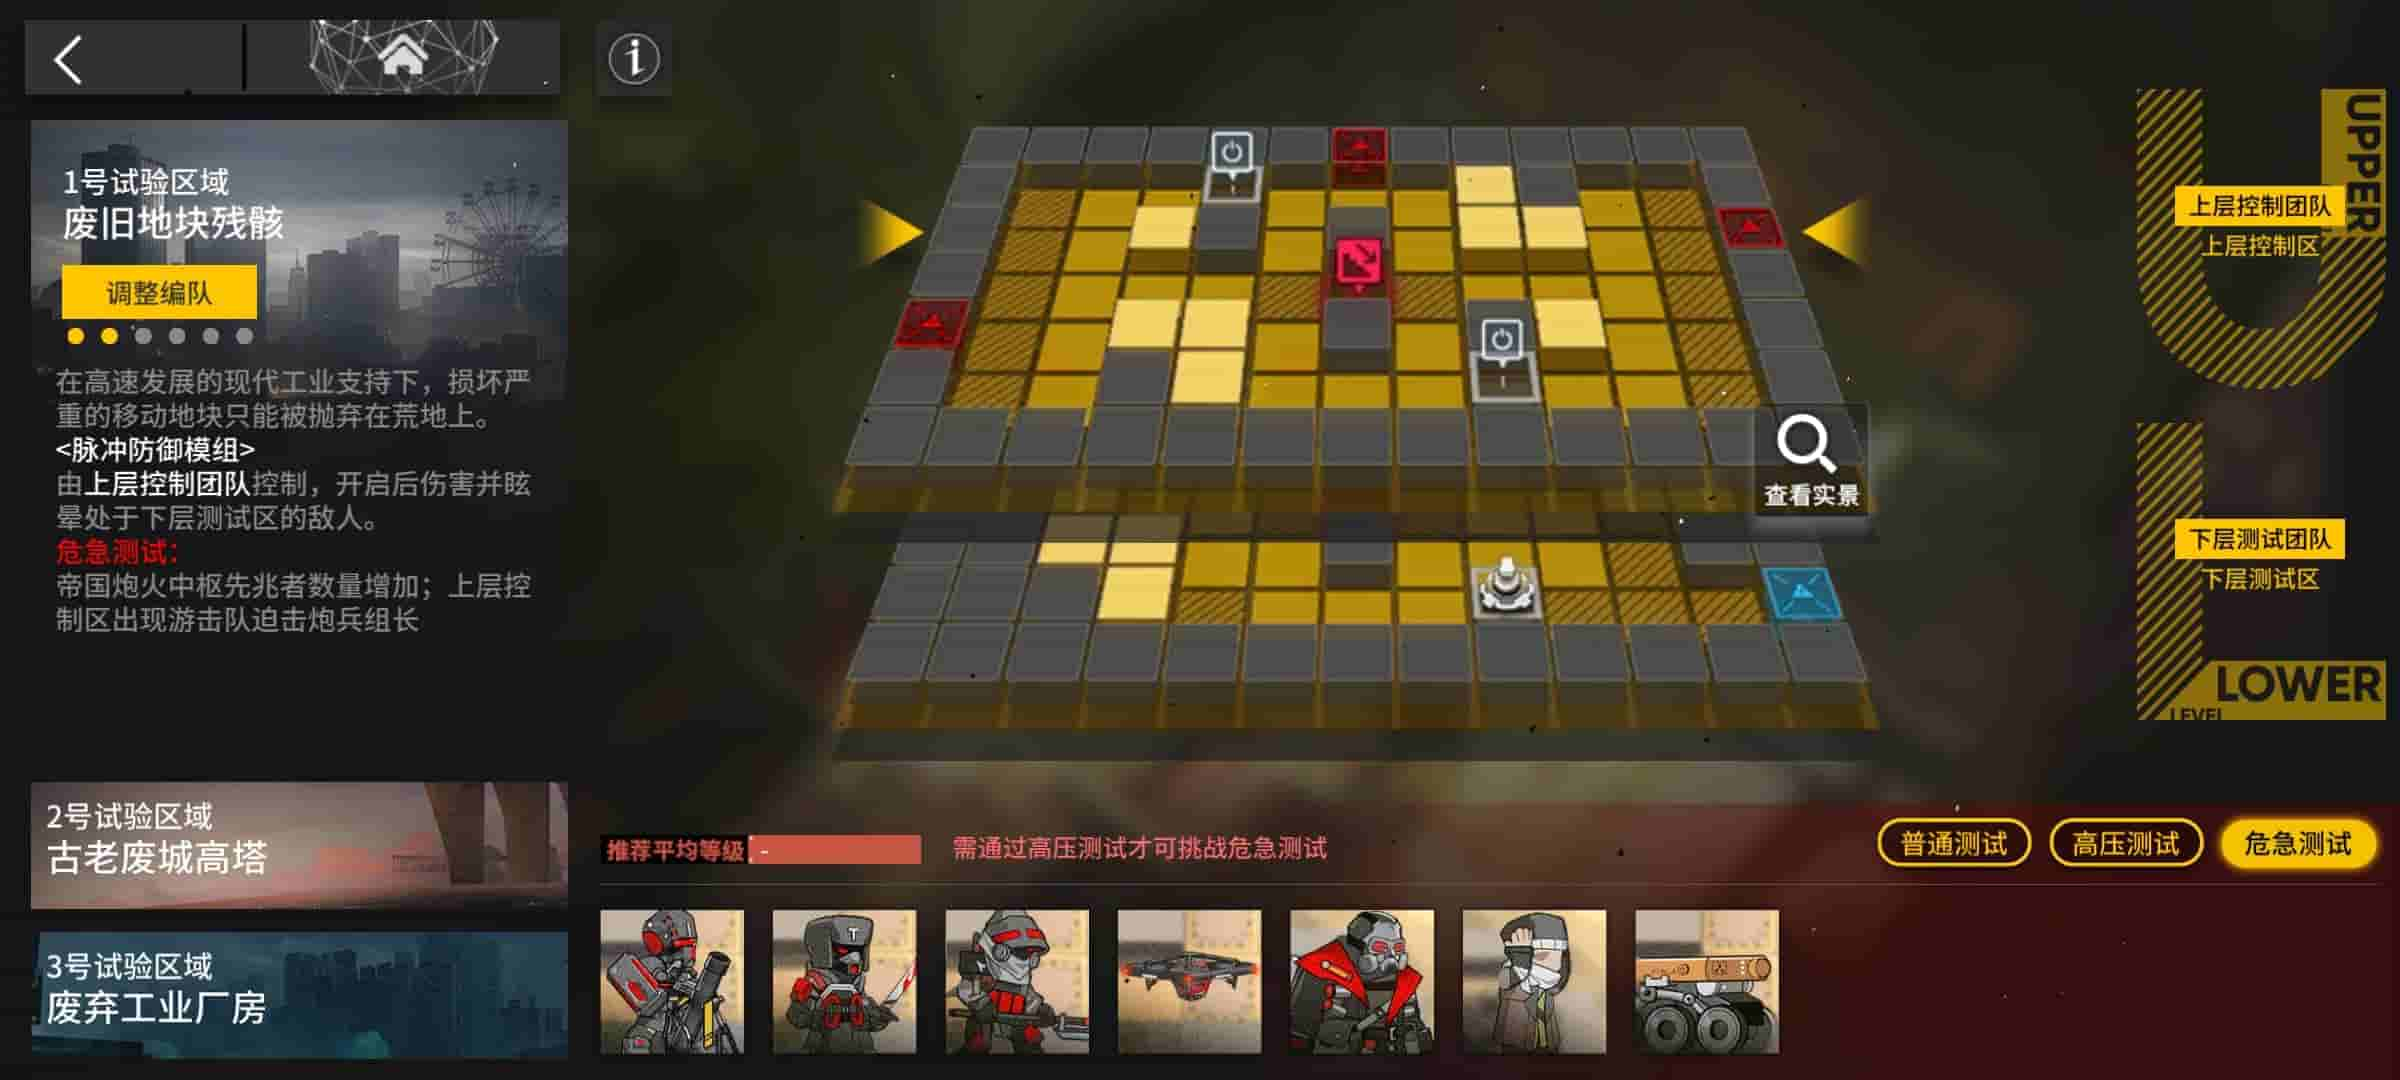 1号试验区域
废旧地块残骸
调整编队
在高速发展的现代工业支持下，损坏严
重的移动地块只能被抛弃在荒地上。
<脉冲防御模组>
由上层控制团队控制，开启后伤害并眩
晕处于下层测试区的敌人。
危急测试：
帝国炮火中枢先兆者数量增加；上层控
制区出现游击队迫击炮兵组长
2号试验区域
古老废城高塔
3号试验区域
废弃工业厂房
查看实景
UPPER
上层控制团队
上层控制区
下层测试团队
下层测试区
LOWER
LEVEL
推荐平均等级 -
需通过高压测试才可挑战危急测试
普通测试
高压测试
危急测试